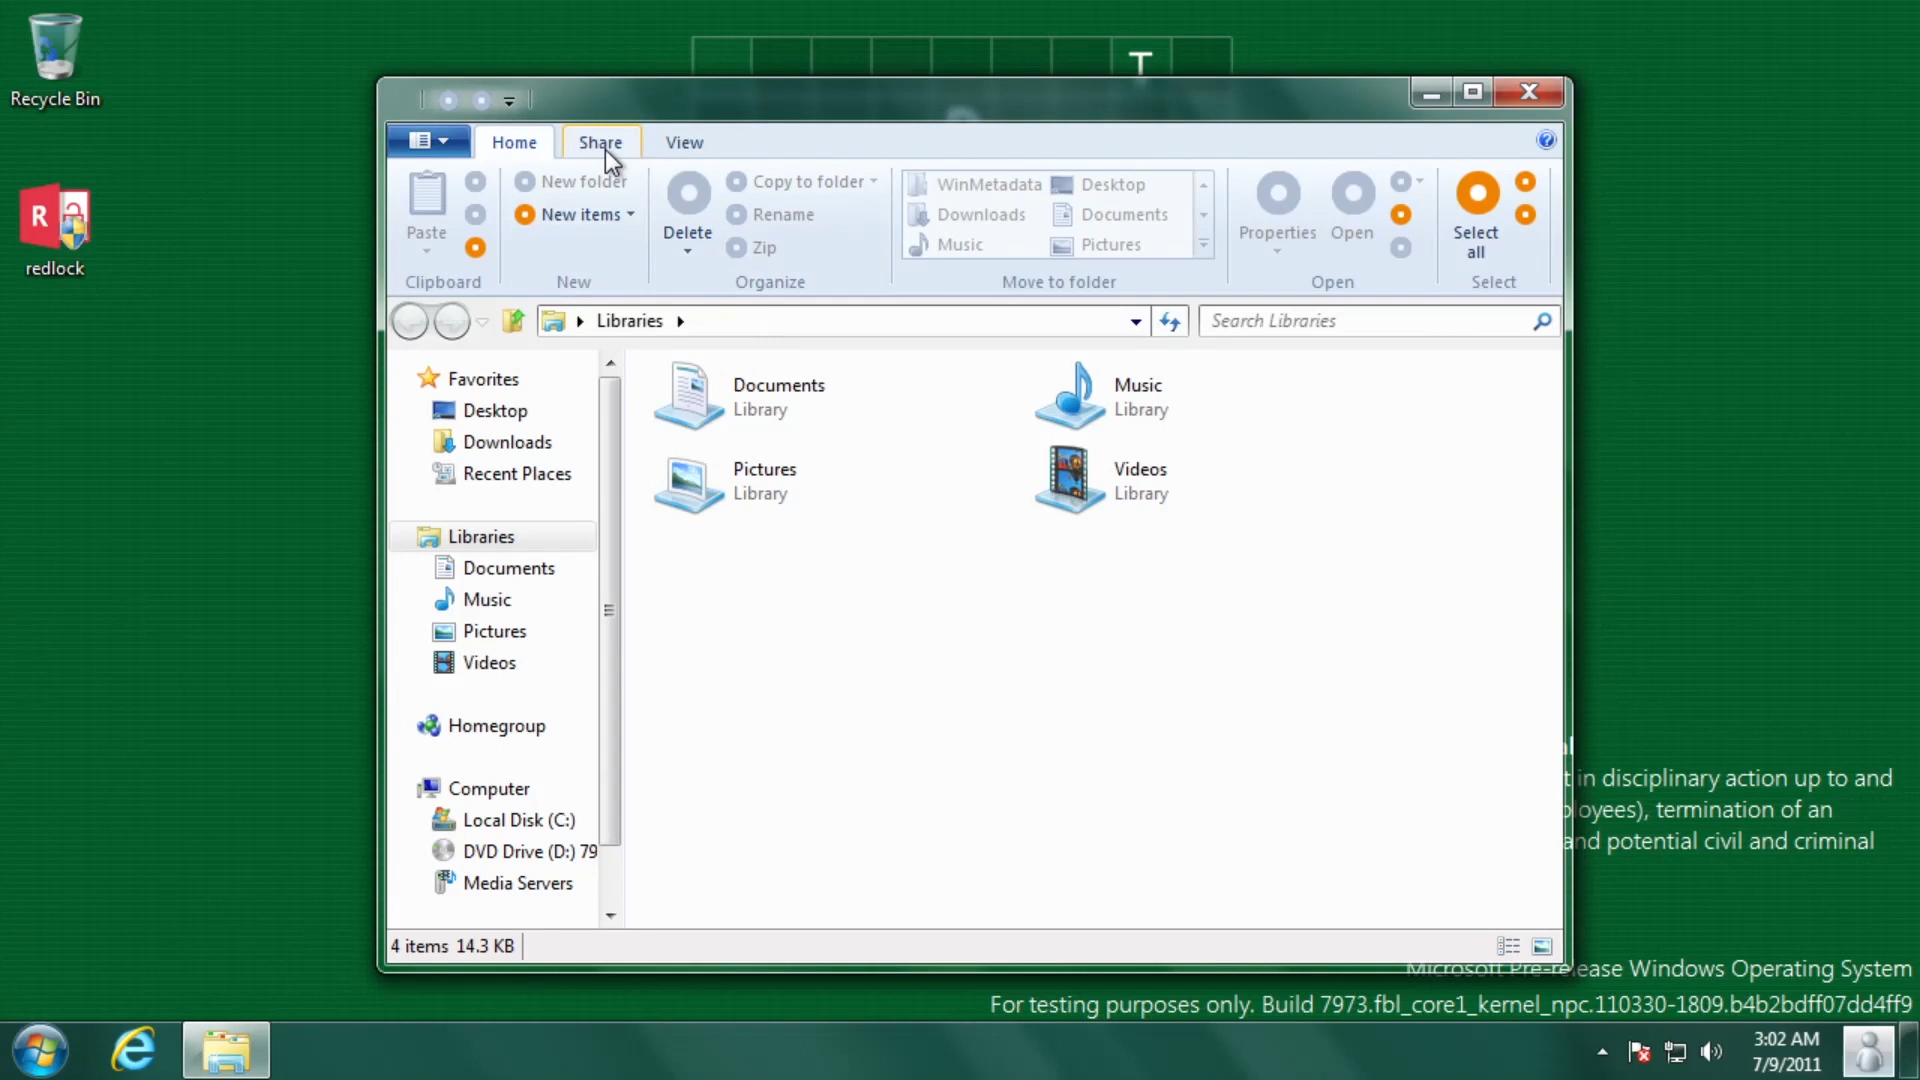 T
Recycle Bin
R
redlock
Home Share View
Paste
New folder
New items
Delete
Copy to folder
Rename
Zip
WinMetadata Desktop
Downloads Documents
Music Pictures
Properties Open
Select
all
Clipboard New Organize Move to folder Open Select
Libraries
Search Libraries
Favorites
Desktop
Downloads
Recent Places
Libraries
Documents
Music
Pictures
Videos
Homegroup
Computer
Local Disk (C:)
DVD Drive (D:) 79
Media Servers
Documents
Library
Music
Library
Pictures
Library
Videos
Library
4 items 14.3 KB
t in disciplinary action up to and
ployees), termination of an
and potential civil and criminal
Microsoft Pre-release Windows Operating System
For testing purposes only. Build 7973.fbl_core1_kernel_npc.110330-1809.b4b2bdff07dd4ff9
3:02 AM
7/9/2011